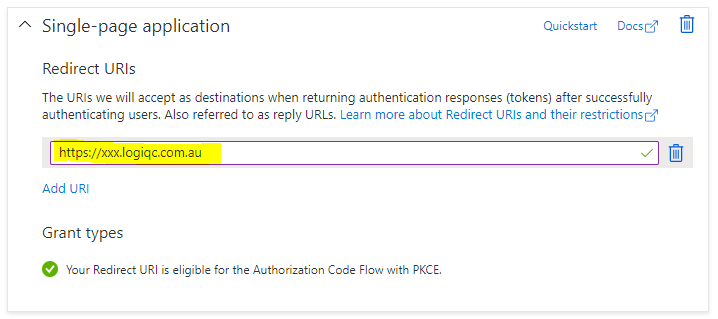 Single-page application
Quickstart
Docs
Redirect URIs
The URIs we will accept as destinations when returning authentication responses (tokens) after successfully
authenticating users. Also referred to as reply URLs. Learn more about Redirect URIs and their restrictions
https://xxx.logiqc.com.au
Add URI
Grant types
Your Redirect URI is eligible for the Authorization Code Flow with PKCE.